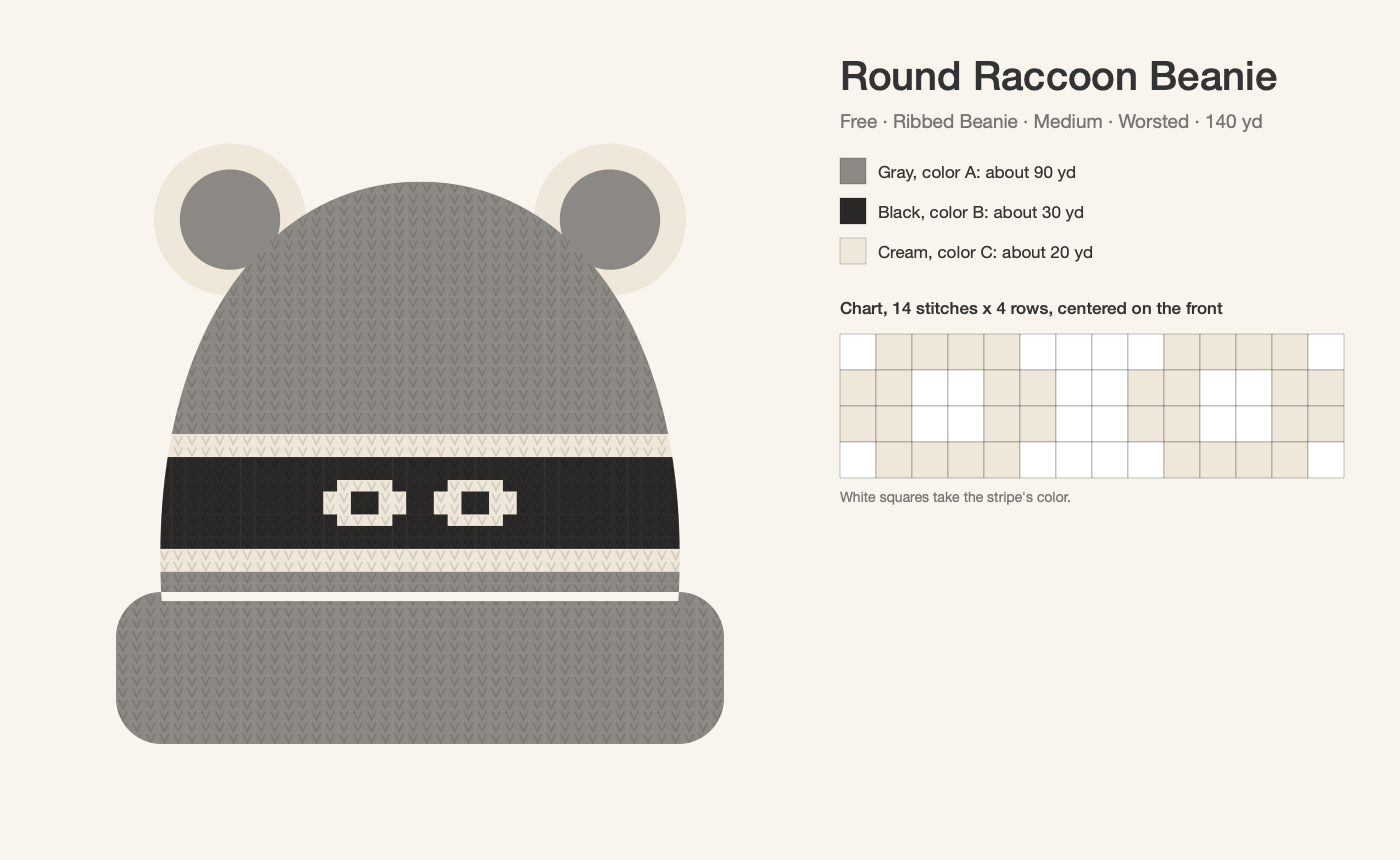 Round Raccoon Beanie
Free · Ribbed Beanie · Medium · Worsted · 140 yd
Gray, color A: about 90 yd
Black, color B: about 30 yd
Cream, color C: about 20 yd
Chart, 14 stitches x 4 rows, centered on the front
White squares take the stripe's color.